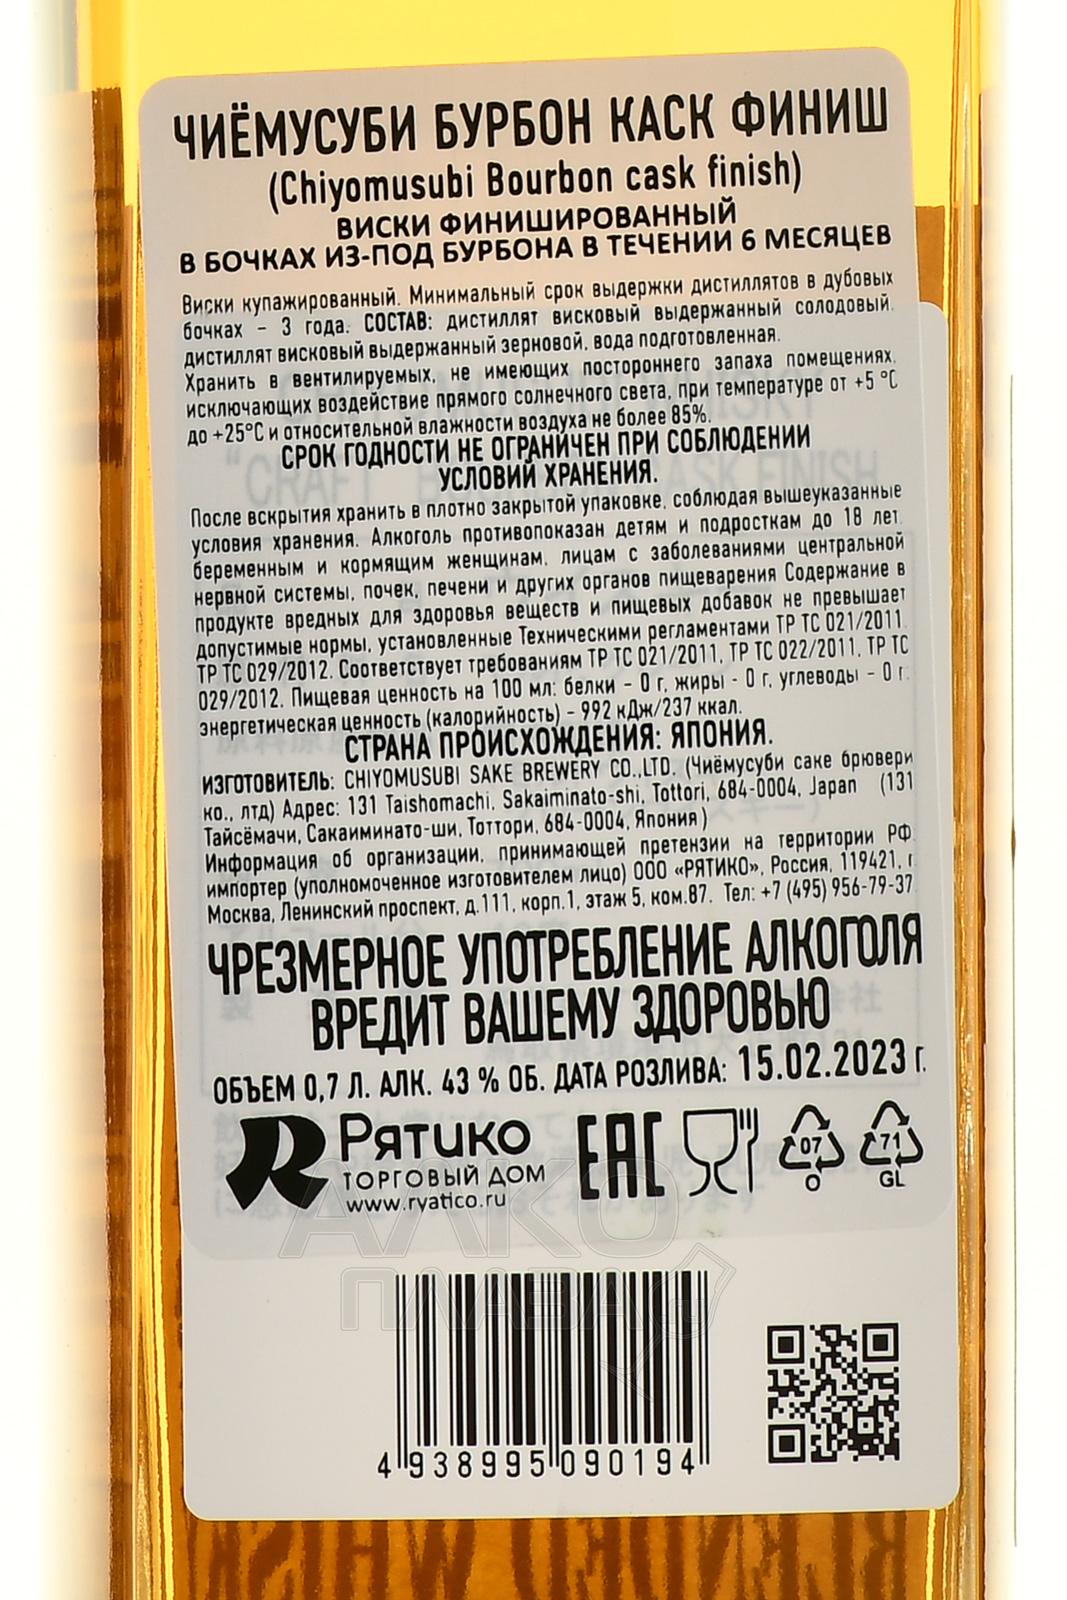 ЧИЁМУСУБИ БУРБОН КАСК ФИНИШ
(Chiyomusubi Bourbon cask finish)
ВИСКИ ФИНИШИРОВАННЫЙ
В БОЧКАХ ИЗ-ПОД БУРБОНА В ТЕЧЕНИИ 6 МЕСЯЦЕВ
Виски купажированный. Минимальный срок выдержки дистиллятов в дубовых
бочках – 3 года. СОСТАВ: дистиллят висковый выдержанный солодовый,
дистиллят висковый выдержанный зерновой, вода подготовленная.
Хранить в вентилируемых, не имеющих постороннего запаха помещениях,
исключающих воздействие прямого солнечного света, при температуре от +5 °C
до +25°C и относительной влажности воздуха не более 85%.
СРОК ГОДНОСТИ НЕ ОГРАНИЧЕН ПРИ СОБЛЮДЕНИИ
УСЛОВИЙ ХРАНЕНИЯ.
После вскрытия хранить в плотно закрытой упаковке, соблюдая вышеуказанные
условия хранения. Алкоголь противопоказан детям и подросткам до 18 лет,
беременным и кормящим женщинам, лицам с заболеваниями центральной
нервной системы, почек, печени и других органов пищеварения Содержание в
продукте вредных для здоровья веществ и пищевых добавок не превышает
допустимые нормы, установленные Техническими регламентами ТР ТС 021/2011,
ТР ТС 029/2012. Соответствует требованиям ТР ТС 021/2011, ТР ТС 022/2011, ТР ТС
029/2012. Пищевая ценность на 100 мл: белки – 0 г, жиры - 0 г, углеводы – 0 г.
энергетическая ценность (калорийность) – 992 кДж/237 ккал.
СТРАНА ПРОИСХОЖДЕНИЯ: ЯПОНИЯ.
ИЗГОТОВИТЕЛЬ: CHIYOMUSUBI SAKE BREWERY CO.,LTD. (Чиёмусуби саке брювери
ко., лтд) Адрес: 131 Taishomachi, Sakaiminato-shi, Tottori, 684-0004, Japan (131
Тайсёмачи, Сакаиминато-ши, Тоттори, 684-0004, Япония)
Информация об организации, принимающей претензии на территории РФ,
импортер (уполномоченное изготовителем лицо) ООО «РЯТИКО», Россия, 119421, г.
Москва, Ленинский проспект, д.111, корп.1, этаж 5, ком.87. Тел: +7 (495) 956-79-37
ЧРЕЗМЕРНОЕ УПОТРЕБЛЕНИЕ АЛКОГОЛЯ
ВРЕДИТ ВАШЕМУ ЗДОРОВЬЮ
ОБЪЕМ 0,7 Л. АЛК. 43 % ОБ. ДАТА РОЗЛИВА: 15.02.2023 г.
Рятико
ТОРГОВЫЙ ДОМ
www.ryatico.ru
EAC
07
O
71
GL
АЛКО
ПЛАЗА
4 938995 090194